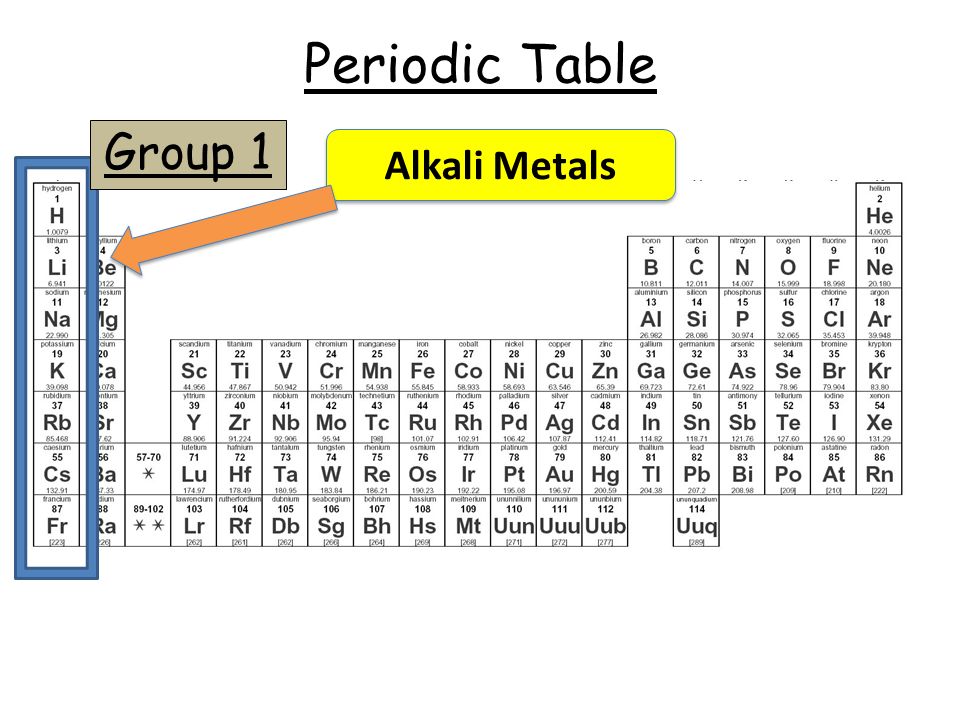 Periodic Table
Group 1
Alkali Metals
hydrogen helium
1 2
H He
1.0079 4.0026
lithium yllium boron carbon nitrogen oxygen fluorine neon
3 4 5 6 7 8 9 10
Li Be B C N O F Ne
6.941 0122 10.811 12.011 14.007 15.999 18.998 20.180
sodium nesium aluminium silicon phosphorus sulfur chlorine argon
11 12 13 14 15 16 17 18
Na Mg Al Si P S Cl Ar
22.990 .305 26.982 28.086 30.974 32.065 35.453 39.948
potassium cium scandium titanium vanadium chromium manganese iron cobalt nickel copper zinc gallium germanium arsenic selenium bromine krypton
19 20 21 22 23 24 25 26 27 28 29 30 31 32 33 34 35 36
K Ca Sc Ti V Cr Mn Fe Co Ni Cu Zn Ga Ge As Se Br Kr
39.098 .078 44.956 47.867 50.942 51.996 54.938 55.845 58.933 58.693 63.546 65.39 69.723 72.61 74.922 78.96 79.904 83.80
rubidium ontium yttrium zirconium niobium molybdenum technetium ruthenium rhodium palladium silver cadmium indium tin antimony tellurium iodine xenon
37 38 39 40 41 42 43 44 45 46 47 48 49 50 51 52 53 54
Rb Sr Y Zr Nb Mo Tc Ru Rh Pd Ag Cd In Sn Sb Te I Xe
85.468 7.62 88.906 91.224 92.906 95.94 [98] 101.07 102.91 106.42 107.87 112.41 114.82 118.71 121.76 127.60 126.90 131.29
caesium rium lutetium hafnium tantalum tungsten rhenium osmium iridium platinum gold mercury thallium lead bismuth polonium astatine radon
55 56 57-70 71 72 73 74 75 76 77 78 79 80 81 82 83 84 85 86
Cs Ba * Lu Hf Ta W Re Os Ir Pt Au Hg Tl Pb Bi Po At Rn
132.91 7.33 174.97 178.49 180.95 183.84 186.21 190.23 192.22 195.08 196.97 200.59 204.38 207.2 208.98 [209] [210] [222]
francium lawrencium rutherfordium dubnium seaborgium bohrium hassium meitnerium ununnilium unununium ununbium ununquadium
87 88 89-102 103 104 105 106 107 108 109 110 111 112 114
Fr Ra * * Lr Rf Db Sg Bh Hs Mt Uun Uuu Uub Uuq
[223] 226] [262] [261] [262] [266] [264] [269] [268] [271] [272] [277] [289]